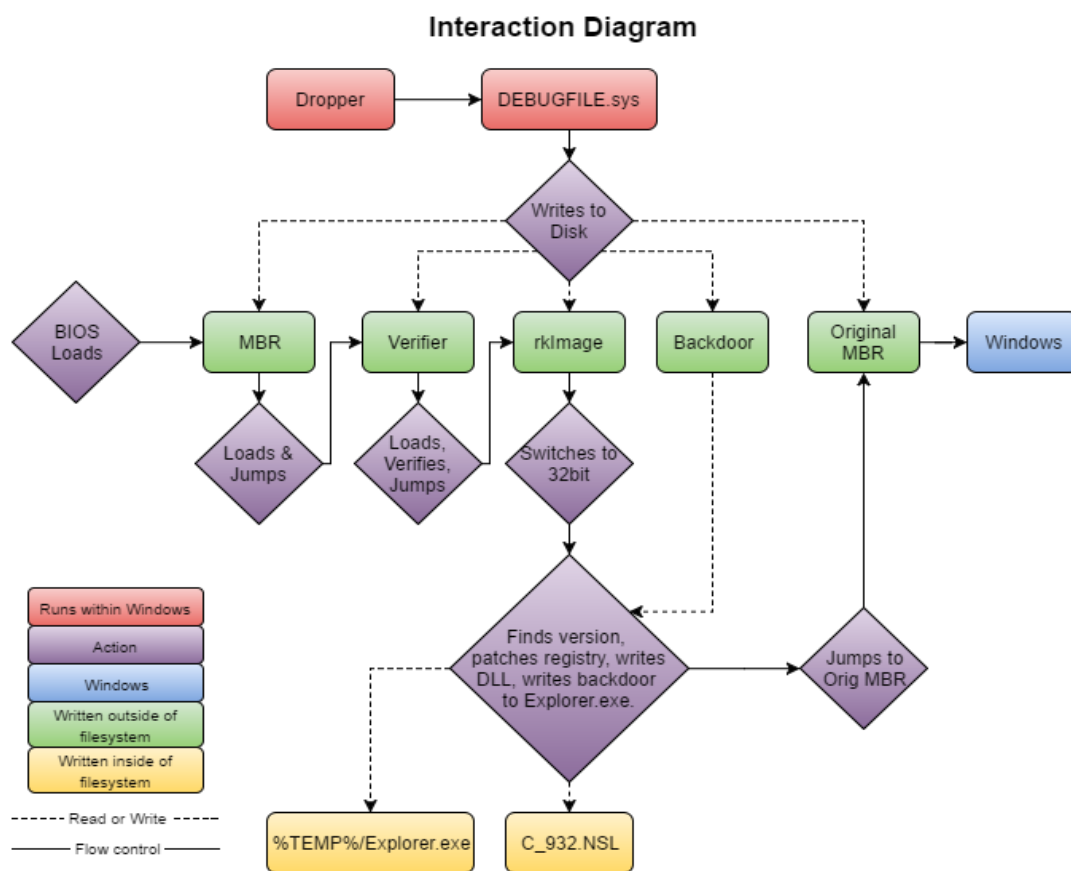 Interaction Diagram
Dropper
DEBUGFILE.sys
Writes to
Disk
BIOS
Loads
MBR
Verifier
rkImage
Backdoor
Original
MBR
Windows
Loads &
Jumps
Loads,
Verifies,
Jumps
Switches to
32bit
Finds version,
patches registry, writes
DLL, writes backdoor
to Explorer.exe.
Jumps to
Orig MBR
Runs within Windows
Action
Windows
Written outside of
filesystem
Written inside of
filesystem
Read or Write
Flow control
%TEMP%/Explorer.exe
C_932.NSL